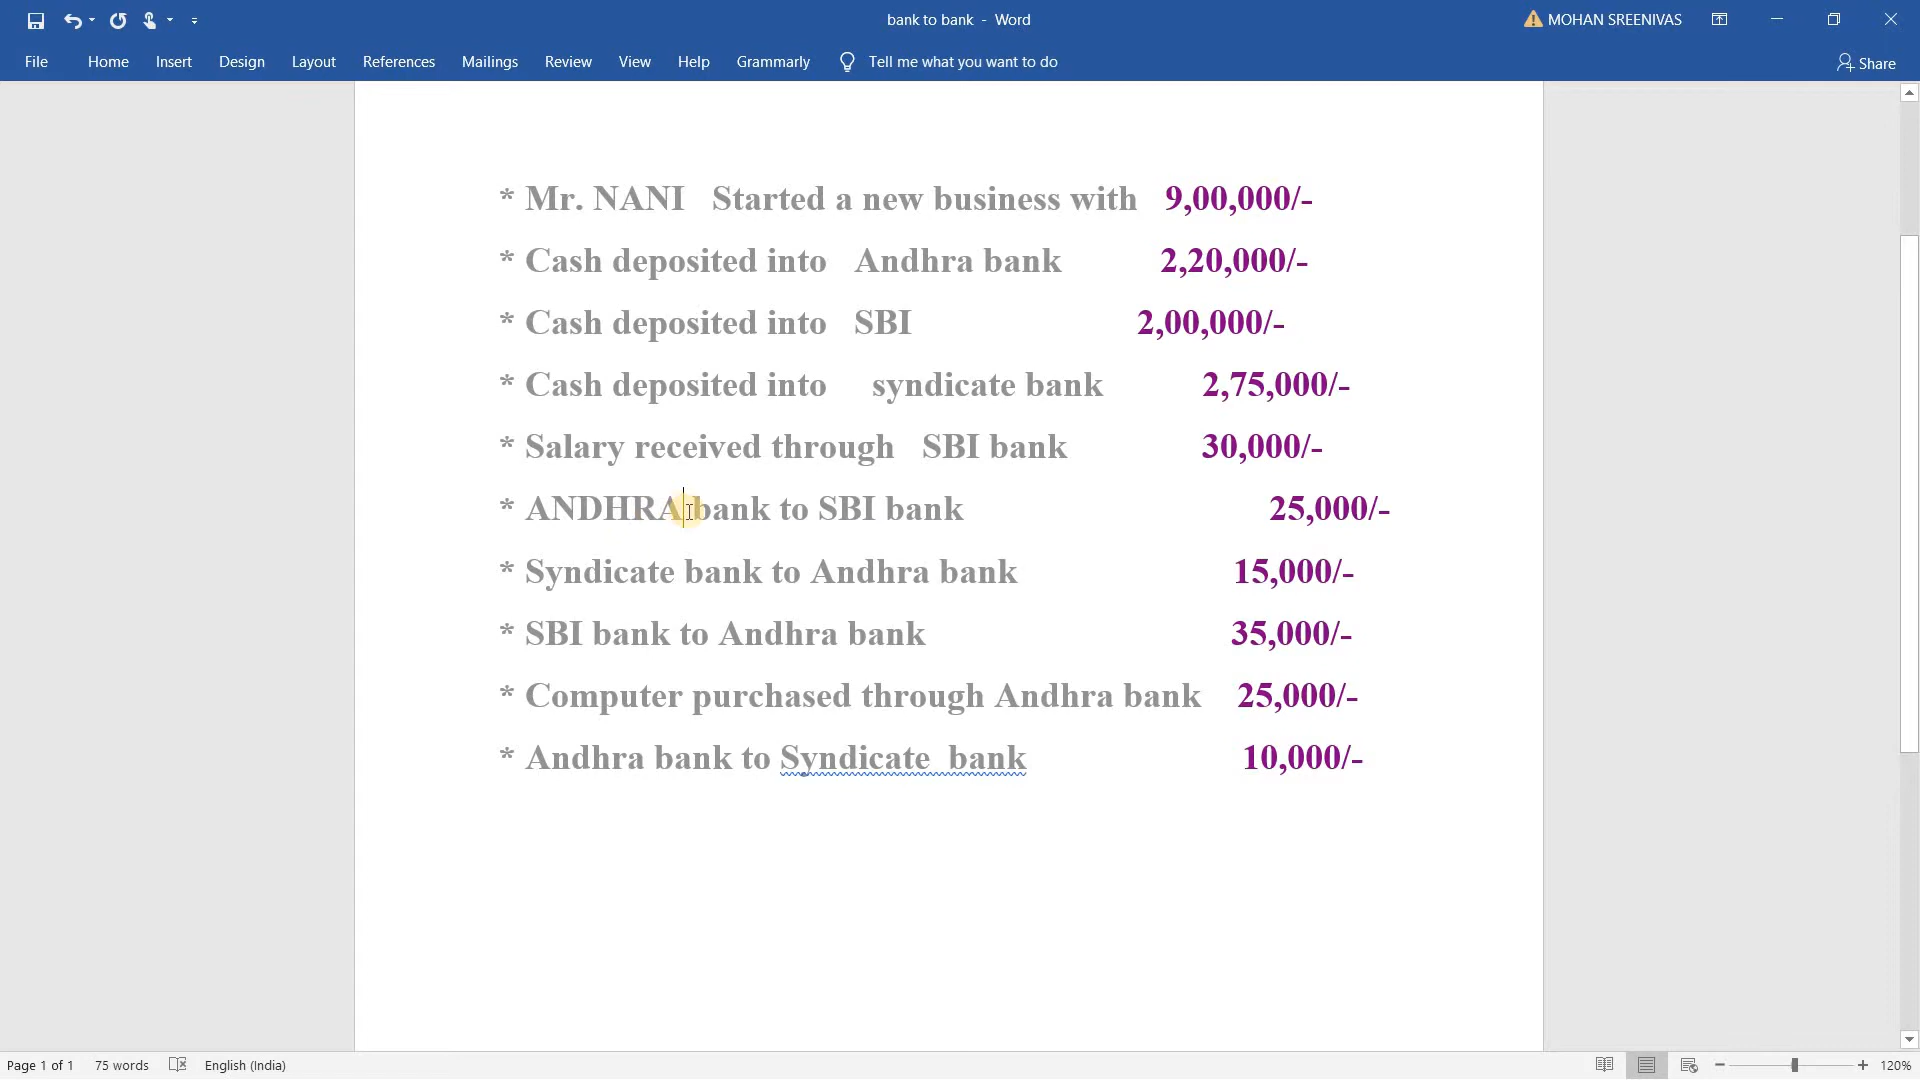 bank to bank - Word
MOHAN SREENIVAS
File Home Insert Design Layout References Mailings Review View Help Grammarly Tell me what you want to do Share
* Mr. NANI Started a new business with 9,00,000/-
* Cash deposited into Andhra bank 2,20,000/-
* Cash deposited into SBI 2,00,000/-
* Cash deposited into syndicate bank 2,75,000/-
* Salary received through SBI bank 30,000/-
* ANDHRA bank to SBI bank 25,000/-
* Syndicate bank to Andhra bank 15,000/-
* SBI bank to Andhra bank 35,000/-
* Computer purchased through Andhra bank 25,000/-
* Andhra bank to Syndicate bank 10,000/-
Page 1 of 1 75 words English (India) 120%